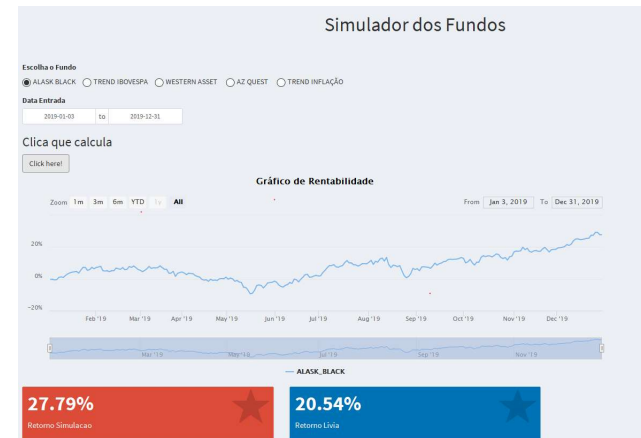 Simulador dos Fundos
Escolha o Fundo
ALASK BLACK TREND IBOVESPA WESTERN ASSET AZ QUEST TREND INFLAÇÃO
Data Entrada
2019-01-03 to 2019-12-31
Clica que calcula
Click here!
Gráfico de Rentabilidade
Zoom 1m 3m 6m YTD 1y All From Jan 3, 2019 To Dec 31, 2019
20%
0%
-20%
Feb '19 Mar '19 Apr '19 May '19 Jun '19 Jul '19 Aug '19 Sep '19 Oct '19 Nov '19 Dec '19
Mar '19 May '19 Jul '19 Sep '19 Nov '19
ALASK_BLACK
27.79% 20.54%
Retorno Simulacao Retorno Livia